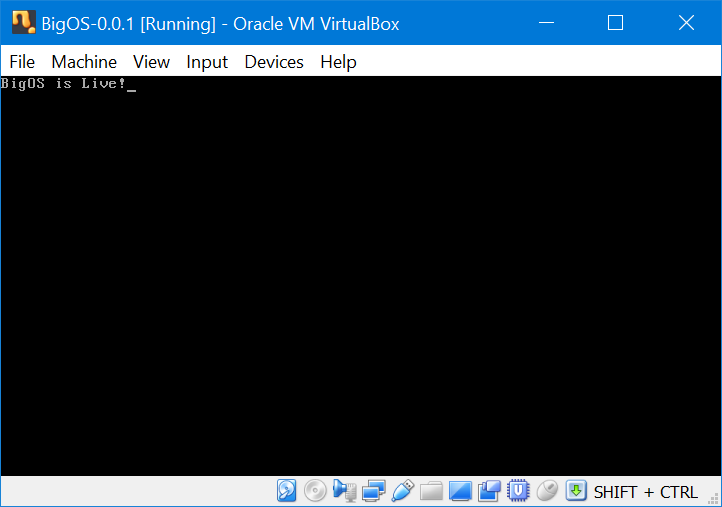 BigOS-0.0.1 [Running] - Oracle VM VirtualBox
File Machine View Input Devices Help
BigOS is Live!_
SHIFT + CTRL